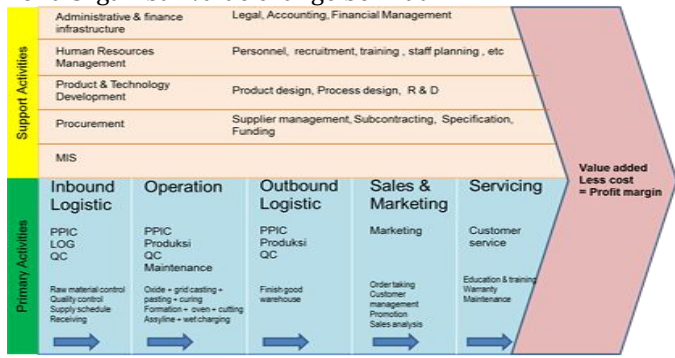 Administrative & finance
infrastructure
Legal, Accounting, Financial Management
Human Resources
Management
Personnel, recruitment, training , staff planning , etc
Product & Technology
Development
Product design, Process design, R & D
Procurement
Supplier management, Subcontracting, Specification,
Funding
MIS
Support Activities
Value added
Less cost
= Profit margin
Primary Activities
Inbound
Logistic
PPIC
LOG
QC
Raw material control
Quality control
Supply schedule
Receiving
Operation
PPIC
Produksi
QC
Maintenance
Oxide + grid casting +
pasting + curing
Formation + oven + cutting
Assyline + wet charging
Outbound
Logistic
PPIC
Produksi
QC
Finish good
warehouse
Sales &
Marketing
Marketing
Order taking
Customer
management
Promotion
Sales analysis
Servicing
Customer
service
Education & training
Warranty
Maintenance